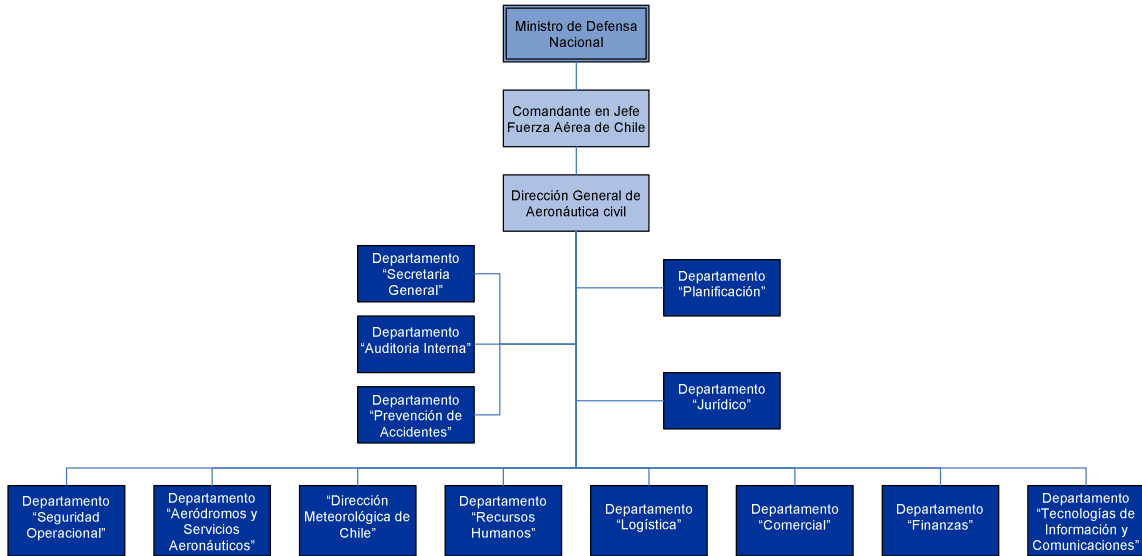 Ministro de Defensa
Nacional
Comandante en Jefe
Fuerza Aérea de Chile
Dirección General de
Aeronáutica civil
Departamento
“Secretaria
General”
Departamento
“Planificación”
Departamento
“Auditoria Interna”
Departamento
“Jurídico”
Departamento
“Prevención de
Accidentes”
Departamento
“Seguridad
Operacional”
Departamento
“Aeródromos y
Servicios
Aeronáuticos”
“Dirección
Meteorológica de
Chile”
Departamento
“Recursos
Humanos”
Departamento
“Logística”
Departamento
“Comercial”
Departamento
“Finanzas”
Departamento
“Tecnologías de
Información y
Comunicaciones”